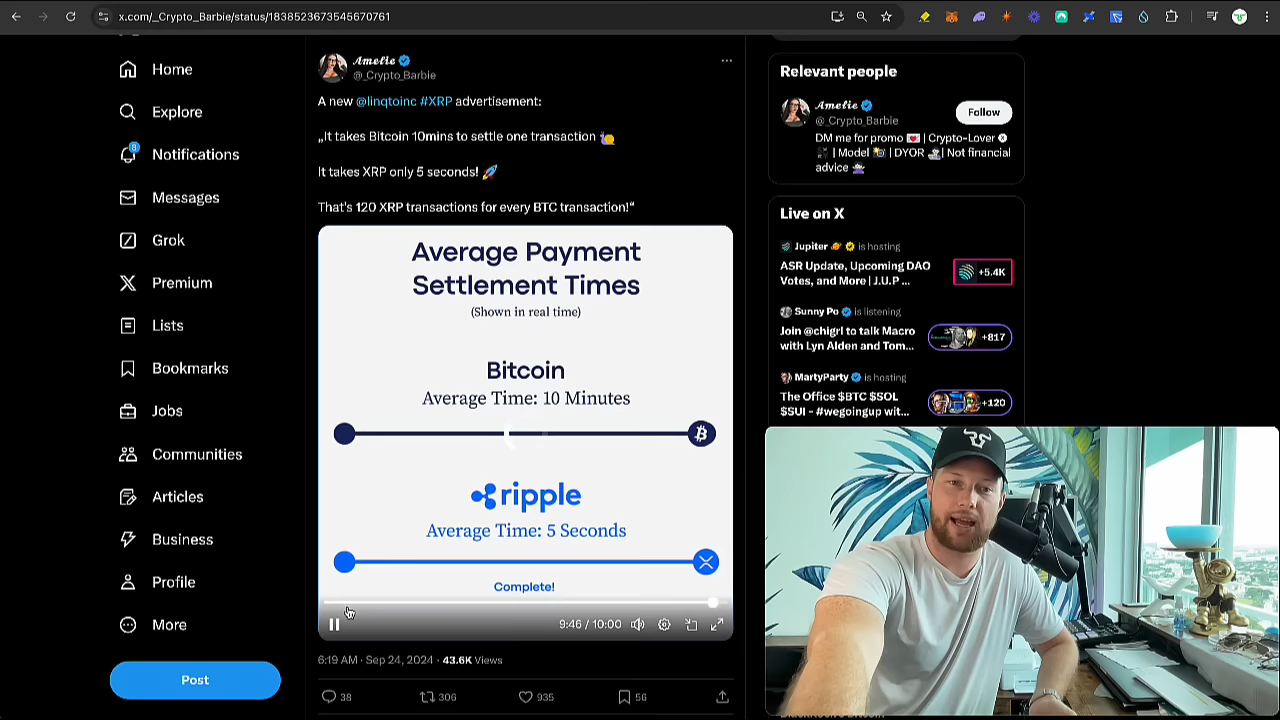 x.com/_Crypto_Barbie/status/1838523673545670761
Home
Explore
8
Notifications
Messages
Grok
Premium
Lists
Bookmarks
Jobs
Communities
Articles
Business
Profile
More
Post
Amelie
@_Crypto_Barbie
A new @linqtoinc #XRP advertisement:
„It takes Bitcoin 10mins to settle one transaction
It takes XRP only 5 seconds!
That's 120 XRP transactions for every BTC transaction!“
Average Payment
Settlement Times
(Shown in real time)
Bitcoin
Average Time: 10 Minutes
ripple
Average Time: 5 Seconds
Complete!
9:46 / 10:00
6:19 AM · Sep 24, 2024 · 43.6K Views
38
306
935
56
Relevant people
Amelie
@_Crypto_Barbie
Follow
DM me for promo | Crypto-Lover
| Model | DYOR | Not financial
advice
Live on X
Jupiter is hosting
ASR Update, Upcoming DAO
Votes, and More | J.U.P ...
+5.4K
Sunny Po is listening
Join @chigrl to talk Macro
with Lyn Alden and Tom...
+817
MartyParty is hosting
The Office $BTC $SOL
$SUI - #wegoingup wit...
+120